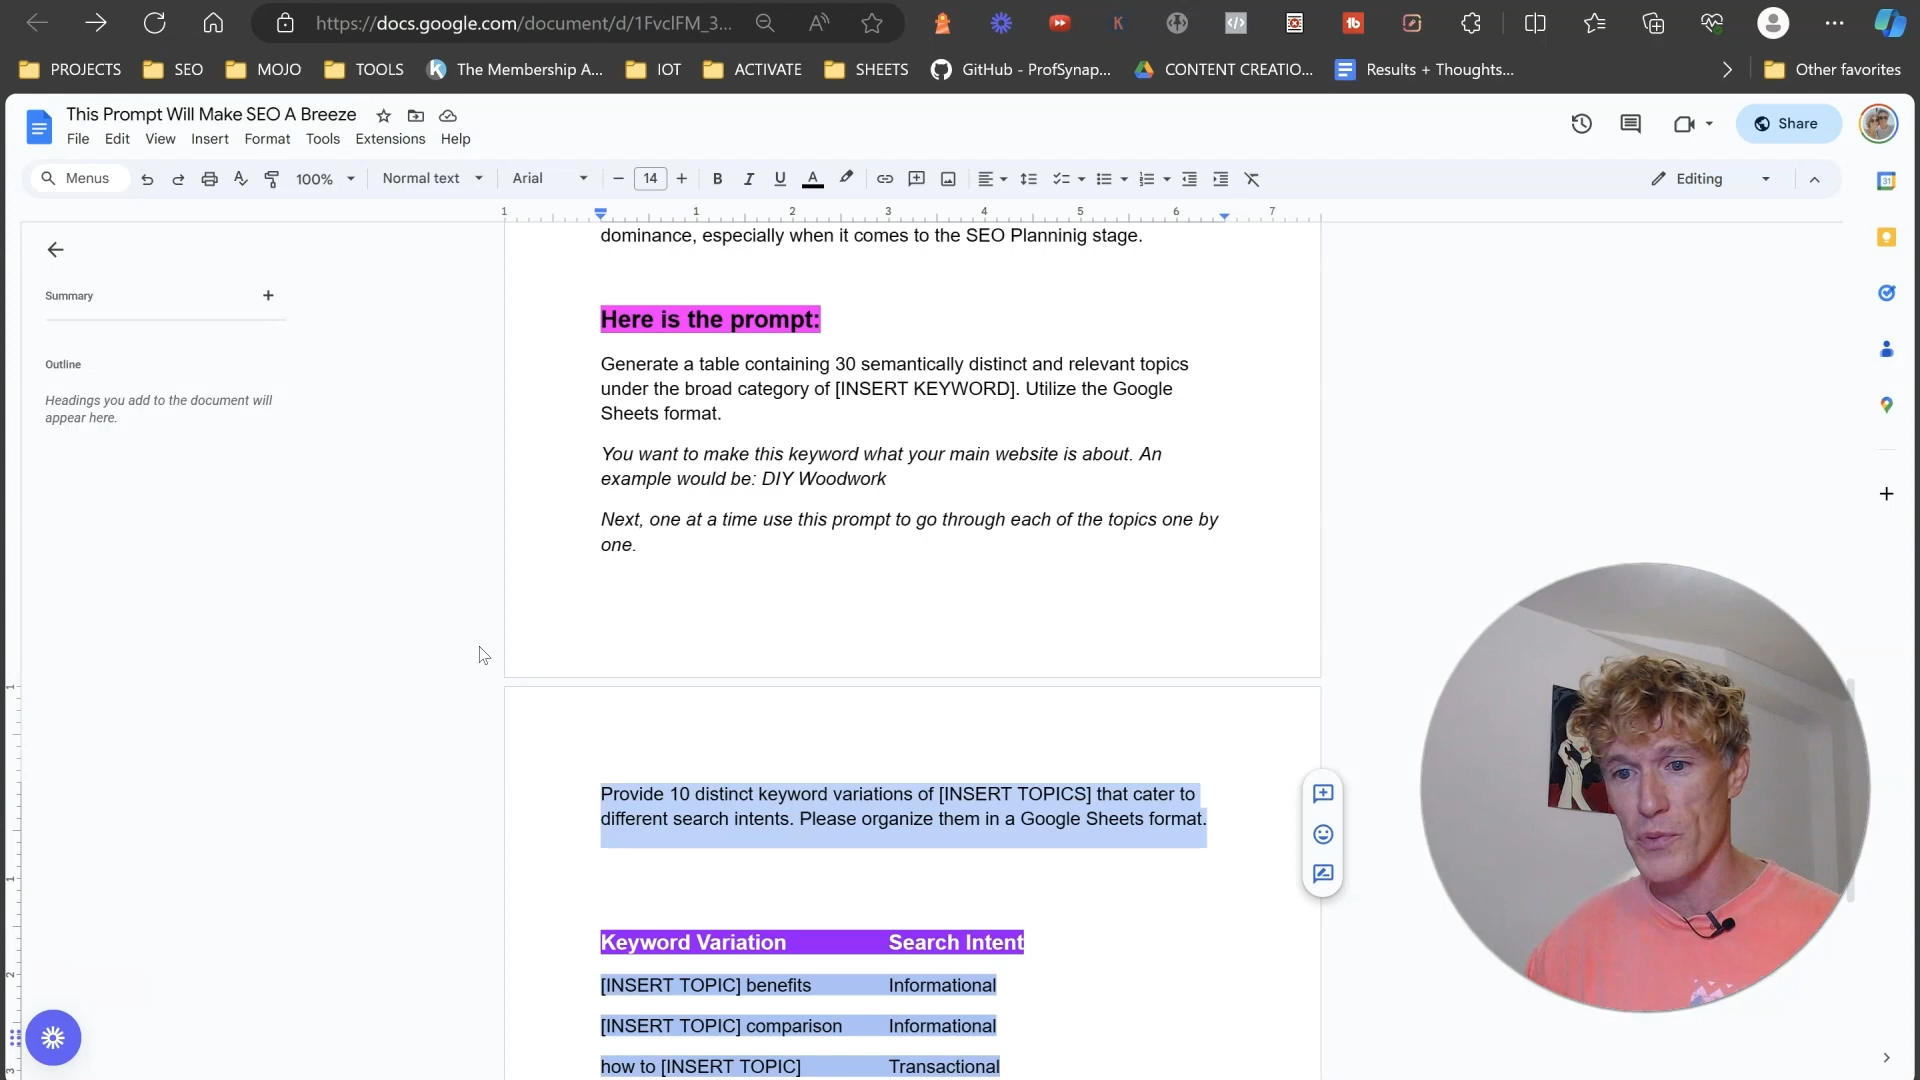 https://docs.google.com/document/d/1FvclFM_3...
PROJECTS SEO MOJO TOOLS The Membership A... IOT ACTIVATE SHEETS GitHub - ProfSynap... CONTENT CREATIO... Results + Thoughts... Other favorites
This Prompt Will Make SEO A Breeze
File Edit View Insert Format Tools Extensions Help
Share
Menus 100% Normal text Arial 14 B I U A Editing
1 1 2 3 4 5 6 7
dominance, especially when it comes to the SEO Planninig stage.
Summary
Outline
Headings you add to the document will
appear here.
Here is the prompt:
Generate a table containing 30 semantically distinct and relevant topics
under the broad category of [INSERT KEYWORD]. Utilize the Google
Sheets format.
You want to make this keyword what your main website is about. An
example would be: DIY Woodwork
Next, one at a time use this prompt to go through each of the topics one by
one.
Provide 10 distinct keyword variations of [INSERT TOPICS] that cater to
different search intents. Please organize them in a Google Sheets format.
Keyword Variation Search Intent
[INSERT TOPIC] benefits Informational
[INSERT TOPIC] comparison Informational
how to [INSERT TOPIC] Transactional